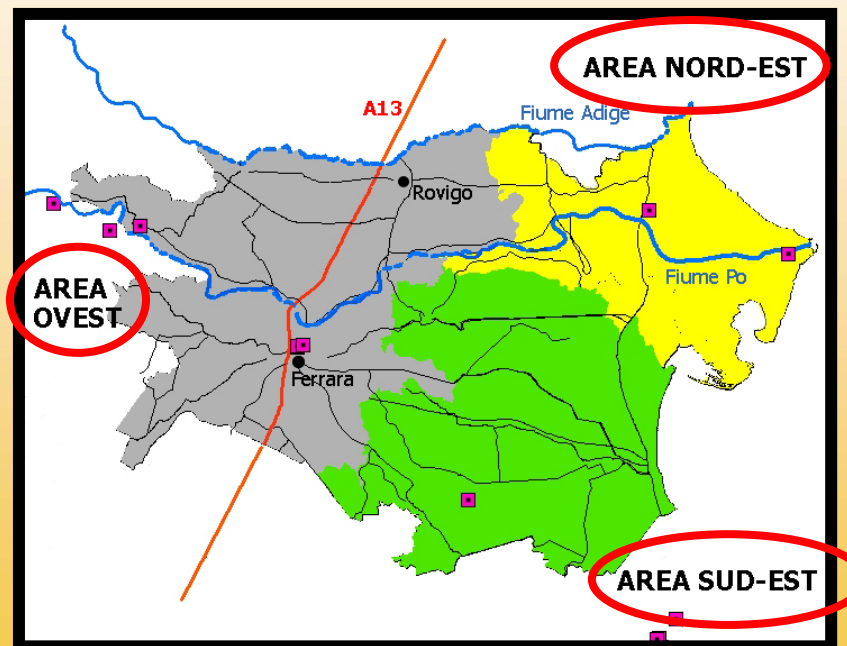 AREA NORD-EST
A13
Fiume Adige
Rovigo
Fiume Po
AREA
OVEST
Ferrara
AREA SUD-EST